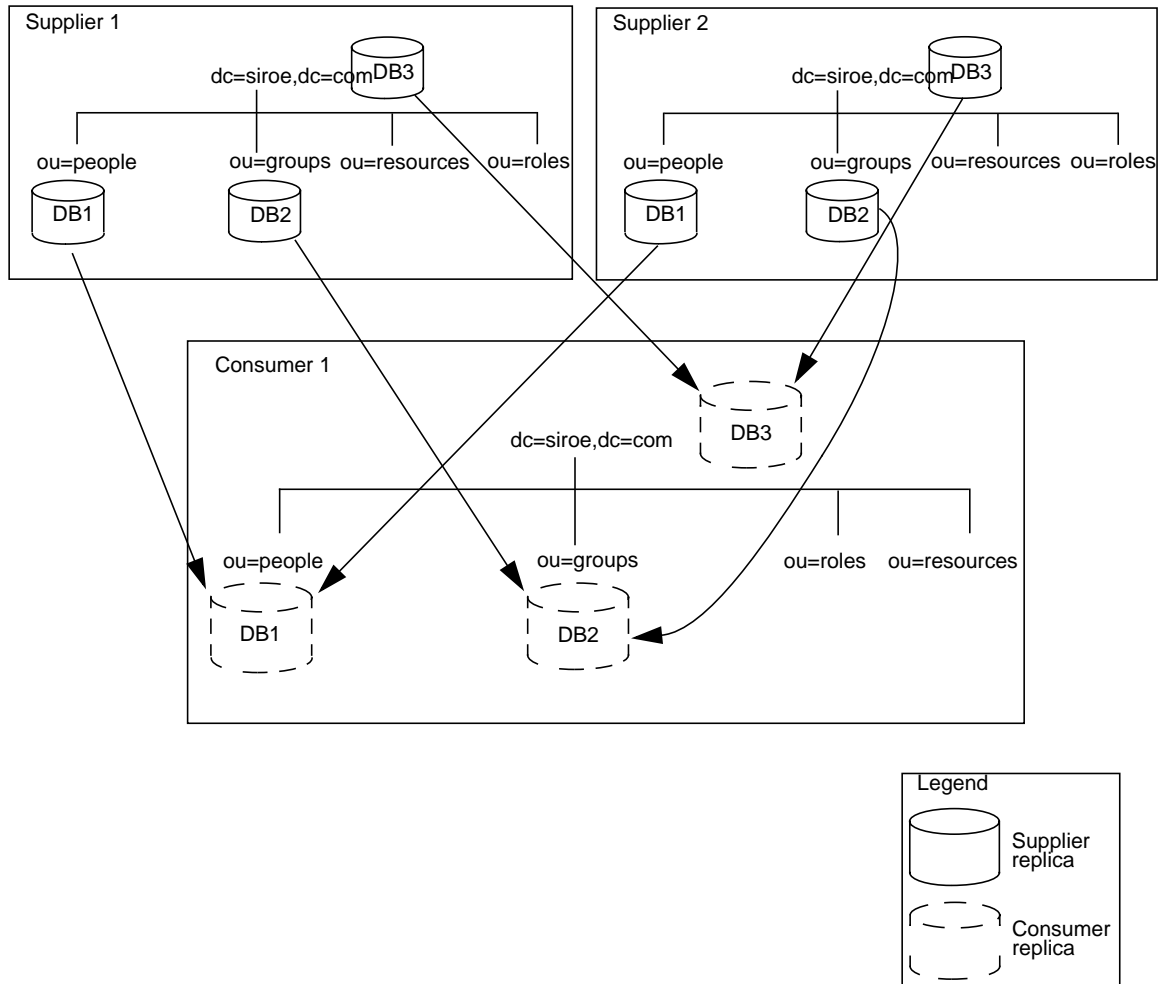 Supplier 1
DB3
dc=siroe,dc=com
ou=people
ou=groups
ou=resources
ou=roles
DB1
DB2
Supplier 2
DB3
dc=siroe,dc=com
ou=people
ou=groups
ou=resources
ou=roles
DB1
DB2
Consumer 1
DB3
dc=siroe,dc=com
ou=people
ou=groups
ou=roles
ou=resources
DB1
DB2
Legend
Supplier
replica
Consumer
replica